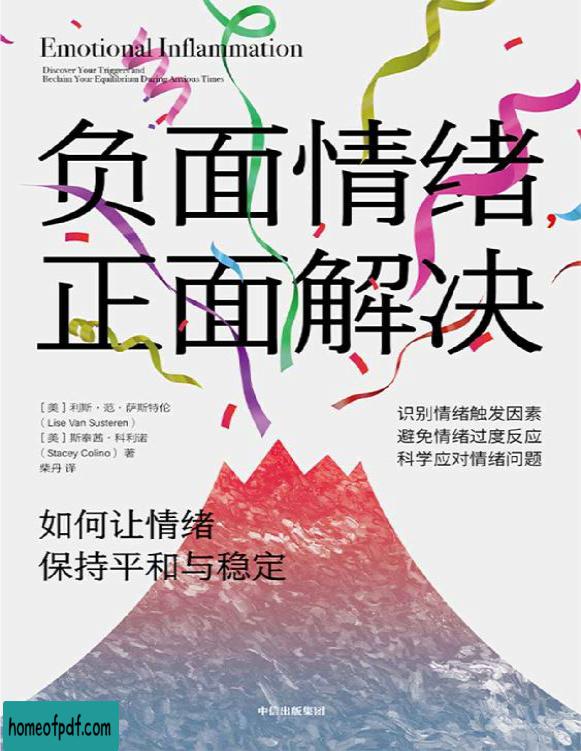 Emotional Inflammation
Discover Your Triggers and
Reclaim Your Equilibrium During Anxious Times
负面情绪,
正面解决
[美]利斯·范·萨斯特伦
(Lise Van Susteren)
[美]斯泰茜·科利诺
(Stacey Colino)著
柴丹 译
识别情绪触发因素
避免情绪过度反应
科学应对情绪问题
如何让情绪
保持平和与稳定
中信出版集团
homeofpdf.com